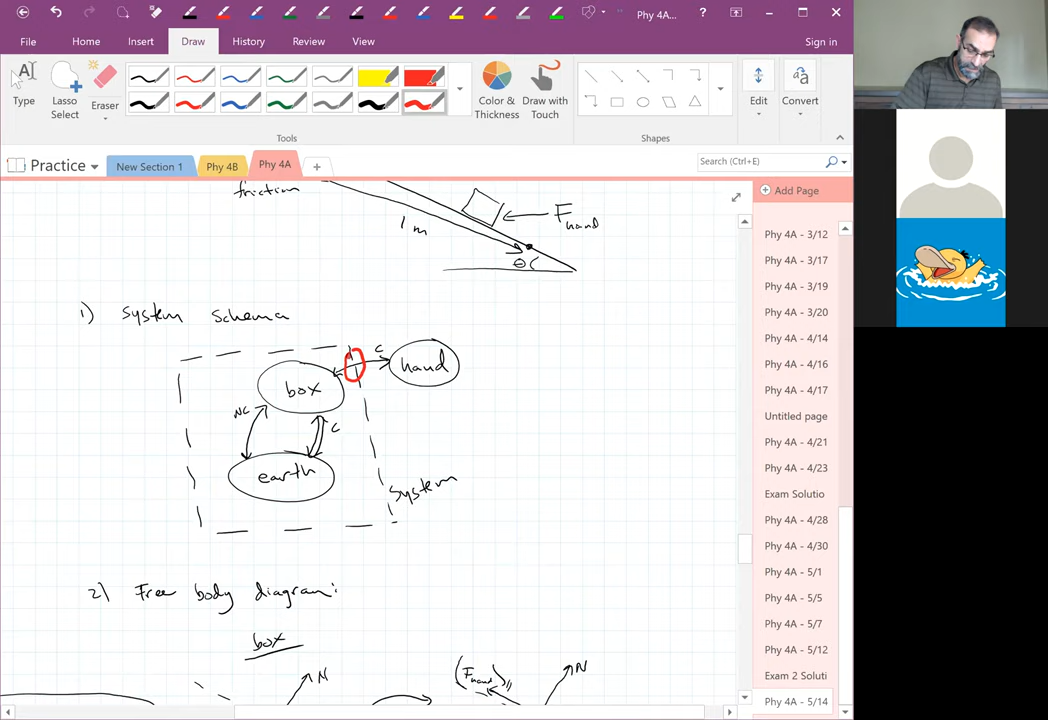 Phy 4A...
?
File
Home
Insert
Draw
History
Review
View
Sign in
Type
Lasso
Select
Eraser
Color &
Thickness
Draw with
Touch
Edit
Convert
Tools
Shapes
Practice
New Section 1
Phy 4B
Phy 4A
+
Search (Ctrl+E)
Add Page
Phy 4A - 3/12
Phy 4A - 3/17
Phy 4A - 3/19
Phy 4A - 3/20
Phy 4A - 4/14
Phy 4A - 4/16
Phy 4A - 4/17
Untitled page
Phy 4A - 4/21
Phy 4A - 4/23
Exam Solutio
Phy 4A - 4/28
Phy 4A - 4/30
Phy 4A - 5/1
Phy 4A - 5/5
Phy 4A - 5/7
Phy 4A - 5/12
Exam 2 Soluti
Phy 4A - 5/14
friction
1 m
F hand
θ
1) System schema
C
hand
box
NC
C
earth
System
2) Free body diagram:
box
N
(F hand)||
N